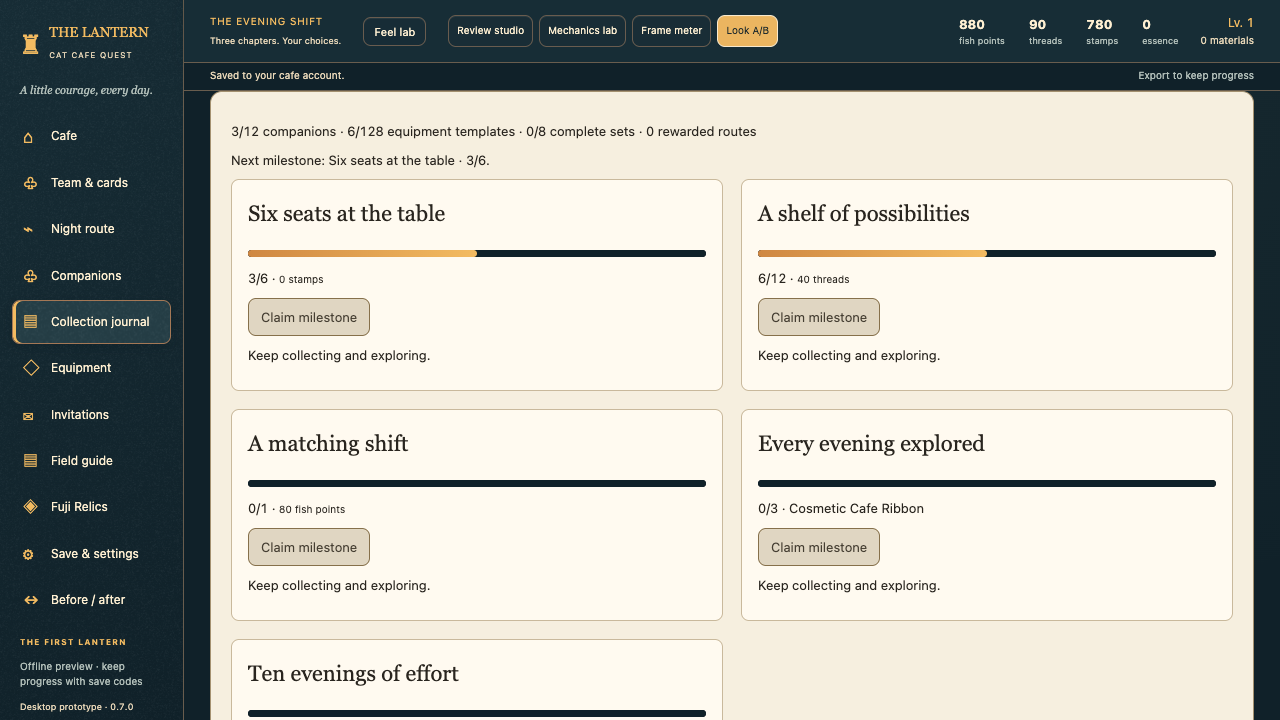 THE LANTERN
CAT CAFE QUEST
A little courage, every day.
Cafe
Team & cards
Night route
Companions
Collection journal
Equipment
Invitations
Field guide
Fuji Relics
Save & settings
Before / after
THE FIRST LANTERN
Offline preview · keep
progress with save codes
Desktop prototype · 0.7.0
THE EVENING SHIFT
Three chapters. Your choices.
Feel lab
Review studio
Mechanics lab
Frame meter
Look A/B
880
fish points
90
threads
780
stamps
0
essence
Lv. 1
0 materials
Saved to your cafe account.
Export to keep progress
3/12 companions · 6/128 equipment templates · 0/8 complete sets · 0 rewarded routes
Next milestone: Six seats at the table · 3/6.
Six seats at the table
3/6 · 0 stamps
Claim milestone
Keep collecting and exploring.
A shelf of possibilities
6/12 · 40 threads
Claim milestone
Keep collecting and exploring.
A matching shift
0/1 · 80 fish points
Claim milestone
Keep collecting and exploring.
Every evening explored
0/3 · Cosmetic Cafe Ribbon
Claim milestone
Keep collecting and exploring.
Ten evenings of effort